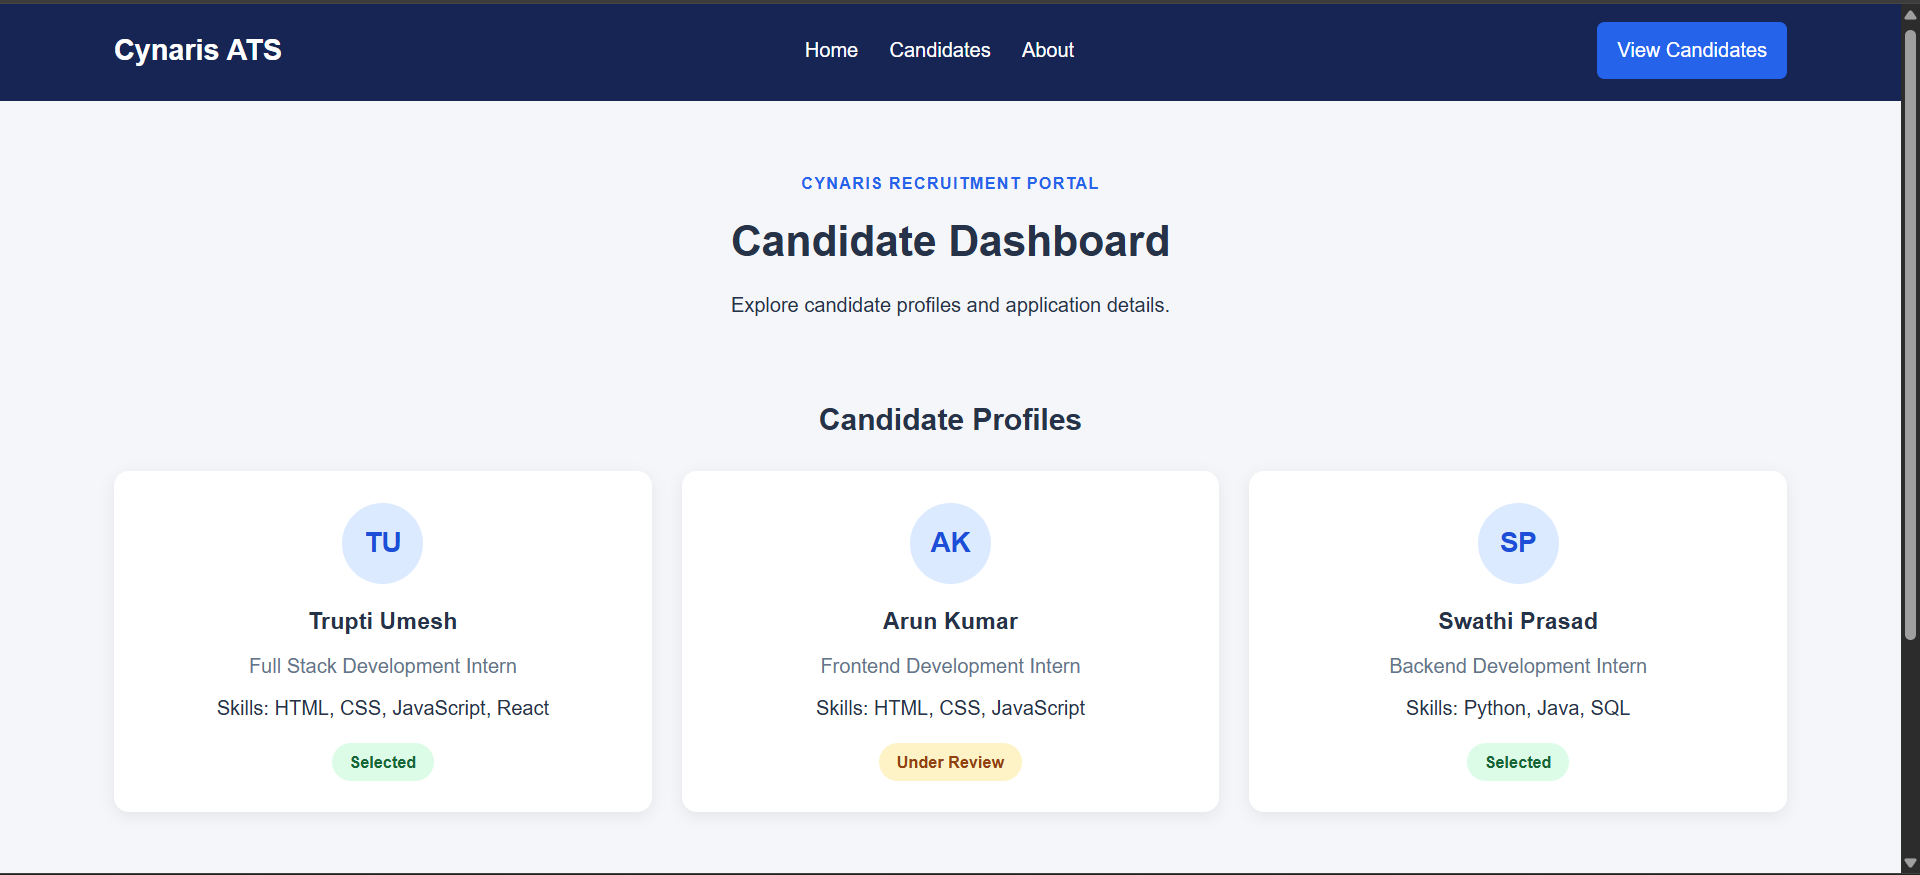 Cynaris ATS
Home
Candidates
About
View Candidates
CYNARIS RECRUITMENT PORTAL
Candidate Dashboard
Explore candidate profiles and application details.
Candidate Profiles
TU
Trupti Umesh
Full Stack Development Intern
Skills: HTML, CSS, JavaScript, React
Selected
AK
Arun Kumar
Frontend Development Intern
Skills: HTML, CSS, JavaScript
Under Review
SP
Swathi Prasad
Backend Development Intern
Skills: Python, Java, SQL
Selected